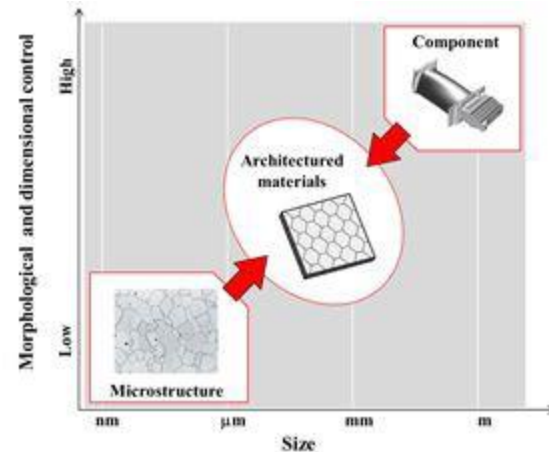 Morphological and dimensional control
High
Low
Component
Architectured
materials
Microstructure
nm
μm
mm
m
Size